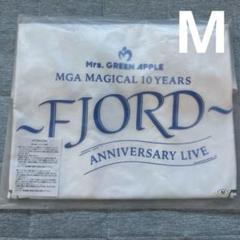 M
Mrs. GREEN APPLE
MGA MAGICAL 10 YEARS
~FJORD~
ANNIVERSARY LIVE
M